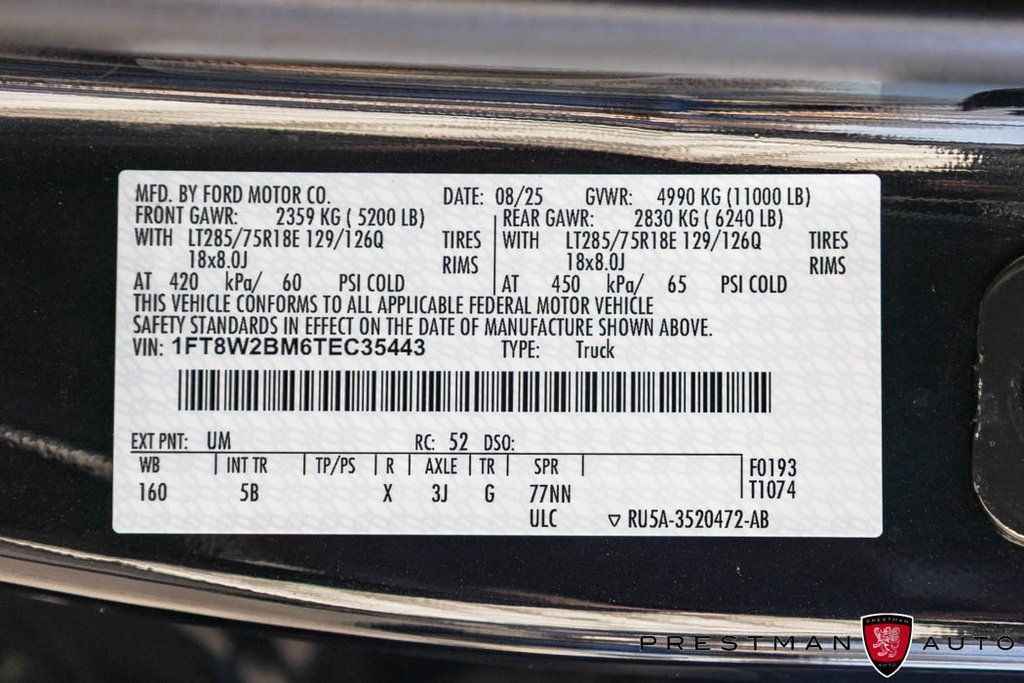 MFD. BY FORD MOTOR CO. DATE: 08/25 GVWR: 4990 KG (11000 LB)
FRONT GAWR: 2359 KG ( 5200 LB) REAR GAWR: 2830 KG ( 6240 LB)
WITH LT285/75R18E 129/126Q TIRES WITH LT285/75R18E 129/126Q TIRES
18x8.0J RIMS 18x8.0J RIMS
AT 420 kPa/ 60 PSI COLD AT 450 kPa/ 65 PSI COLD
THIS VEHICLE CONFORMS TO ALL APPLICABLE FEDERAL MOTOR VEHICLE
SAFETY STANDARDS IN EFFECT ON THE DATE OF MANUFACTURE SHOWN ABOVE.
VIN: 1FT8W2BM6TEC35443 TYPE: Truck
EXT PNT: UM RC: 52 DSO:
WB INT TR TP/PS R AXLE TR SPR F0193
160 5B X 3J G 77NN T1074
ULC ▽ RU5A-3520472-AB
PRESTMAN PRESTMAN AUTO AUTO